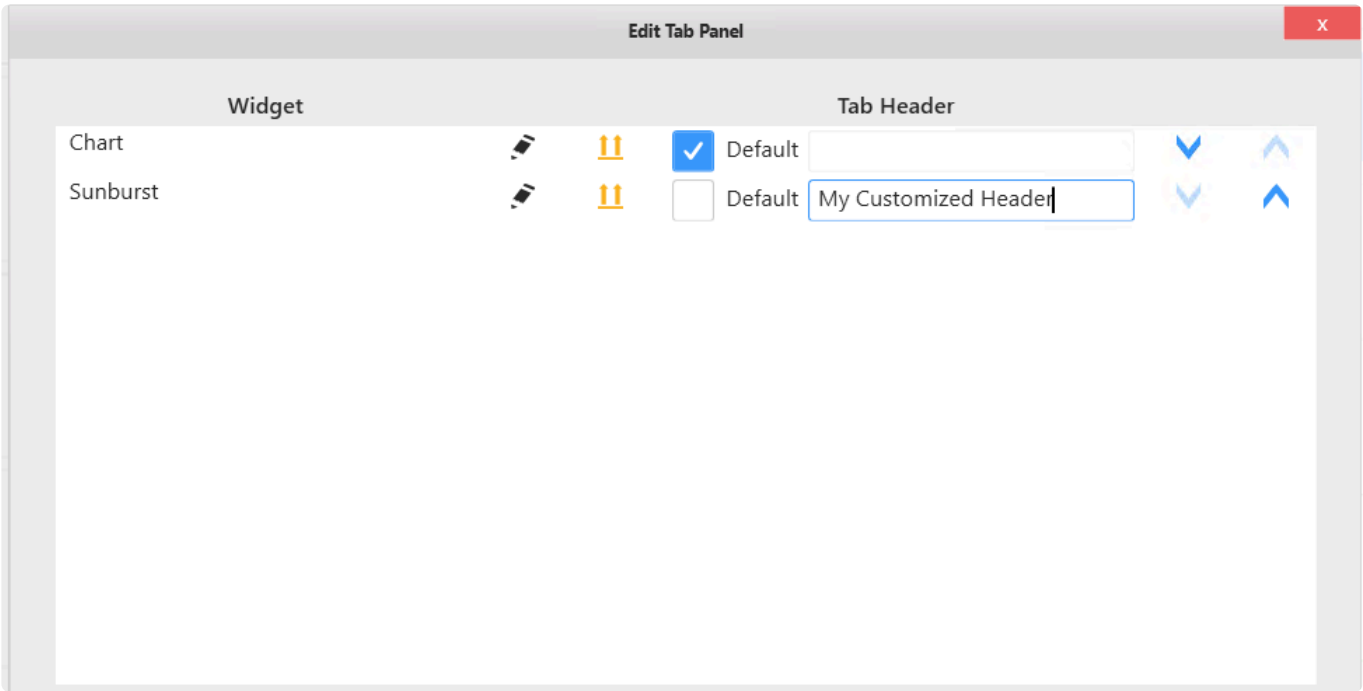 Edit Tab Panel
x
Widget Tab Header
Chart Default
Sunburst Default My Customized Header